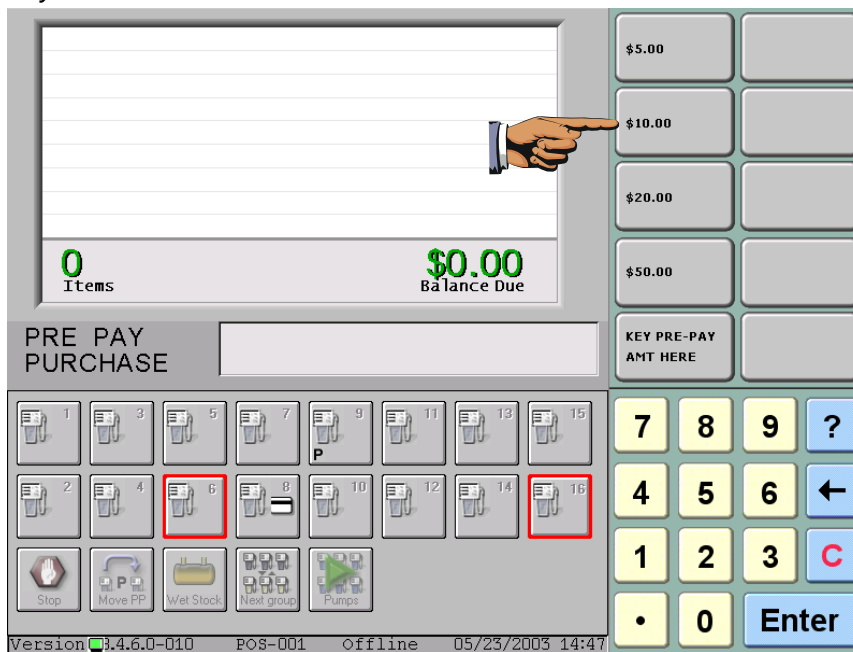 $5.00
$10.00
$20.00
$50.00
KEY PRE-PAY
AMT HERE
0
Items
$0.00
Balance Due
PRE PAY
PURCHASE
1 3 5 7 9 11 13 15
P
2 4 6 8 10 12 14 16
P
Stop Move PP Wet Stock Next group Pumps
7 8 9 ?
4 5 6 ←
1 2 3 C
• 0 Enter
Version POS-001 Offline 05/23/2003 14:47